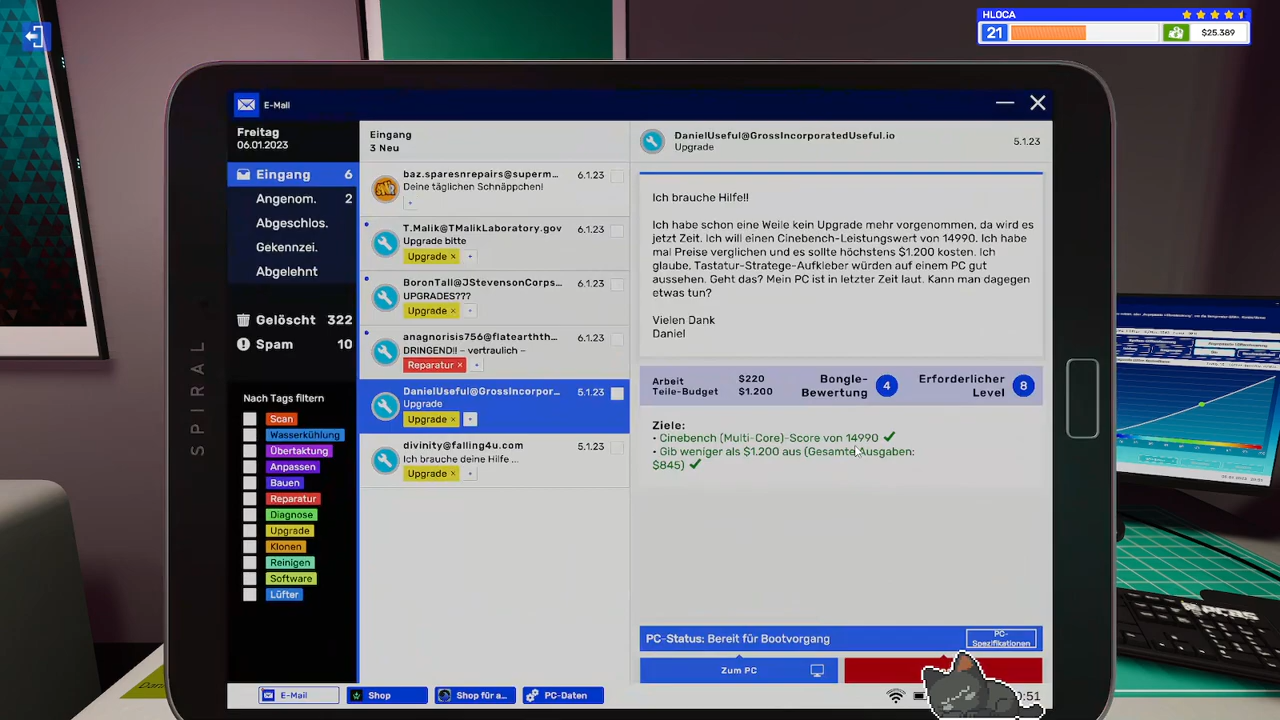 HLOCA
21
$25.389
E-Mail
Freitag
06.01.2023
Eingang 6
Angenom. 2
Abgeschlos.
Gekennzei.
Abgelehnt
Gelöscht 322
Spam 10
Nach Tags filtern
Scan
Wasserkühlung
Übertaktung
Anpassen
Bauen
Reparatur
Diagnose
Upgrade
Klonen
Reinigen
Software
Lüfter
SPIRAL
Eingang
3 Neu
baz.sparesnrepairs@superm... 6.1.23
Deine täglichen Schnäppchen!
+
T.Malik@TMalikLaboratory.gov 6.1.23
Upgrade bitte
Upgrade × +
BoronTall@JStevensonCorps... 6.1.23
UPGRADES???
Upgrade × +
anagnorisis756@flatearthth... 6.1.23
DRINGEND!! – vertraulich –
Reparatur × +
DanielUseful@GrossIncorpor... 5.1.23
Upgrade
Upgrade × +
divinity@falling4u.com 5.1.23
Ich brauche deine Hilfe ...
Upgrade × +
DanielUseful@GrossIncorporatedUseful.io 5.1.23
Upgrade
Ich brauche Hilfe!!
Ich habe schon eine Weile kein Upgrade mehr vorgenommen, da wird es
jetzt Zeit. Ich will einen Cinebench-Leistungswert von 14990. Ich habe
mal Preise verglichen und es sollte höchstens $1.200 kosten. Ich
glaube, Tastatur-Stratege-Aufkleber würden auf einem PC gut
aussehen. Geht das? Mein PC ist in letzter Zeit laut. Kann man dagegen
etwas tun?
Vielen Dank
Daniel
Arbeit $220
Teile-Budget $1.200
Bongle-
Bewertung 4
Erforderlicher
Level 8
Ziele:
• Cinebench (Multi-Core)-Score von 14990 ✔
• Gib weniger als $1.200 aus (Gesamte Ausgaben:
$845) ✔
PC-Status: Bereit für Bootvorgang
PC-
Spezifikationen
Zum PC
E-Mail
Shop
Shop für a...
PC-Daten
0:51